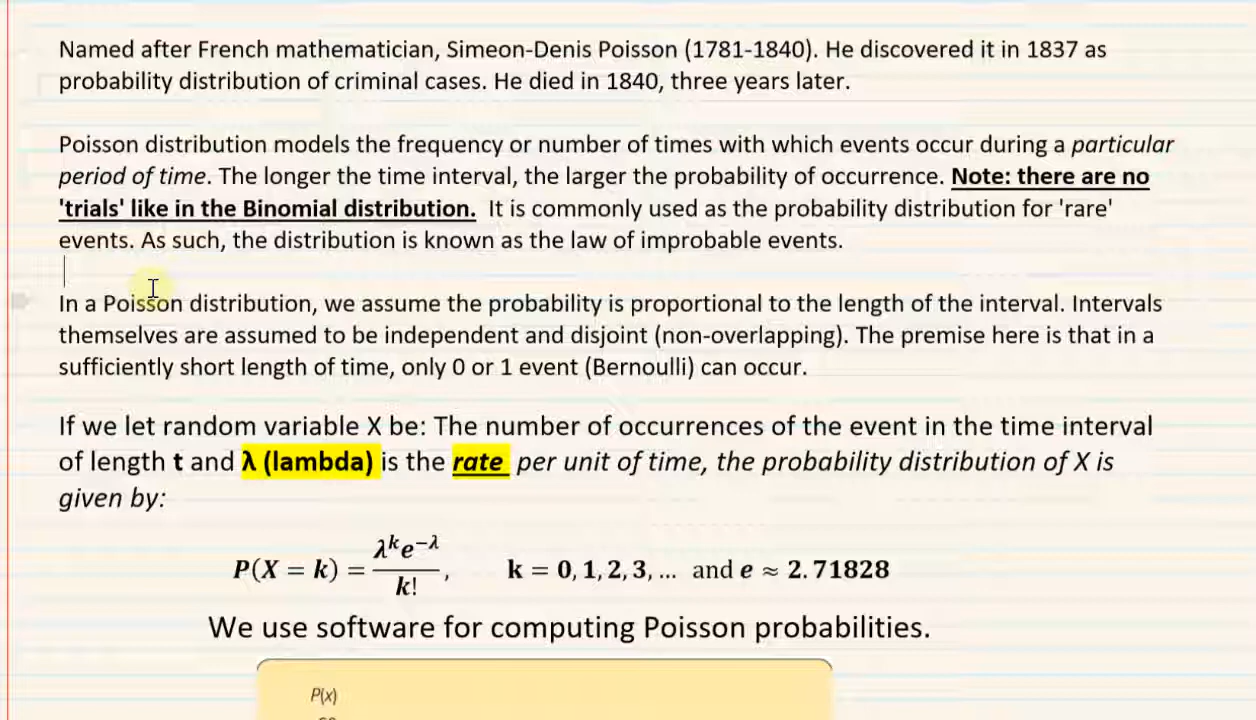 Named after French mathematician, Simeon-Denis Poisson (1781-1840). He discovered it in 1837 as
probability distribution of criminal cases. He died in 1840, three years later.
Poisson distribution models the frequency or number of times with which events occur during a particular
period of time. The longer the time interval, the larger the probability of occurrence. Note: there are no
'trials' like in the Binomial distribution. It is commonly used as the probability distribution for 'rare'
events. As such, the distribution is known as the law of improbable events.
In a Poisson distribution, we assume the probability is proportional to the length of the interval. Intervals
themselves are assumed to be independent and disjoint (non-overlapping). The premise here is that in a
sufficiently short length of time, only 0 or 1 event (Bernoulli) can occur.
If we let random variable X be: The number of occurrences of the event in the time interval
of length t and λ (lambda) is the rate per unit of time, the probability distribution of X is
given by:
P(X = k) = λ^k e^−λ / k!, k = 0, 1, 2, 3, ... and e ≈ 2.71828
We use software for computing Poisson probabilities.
P(x)